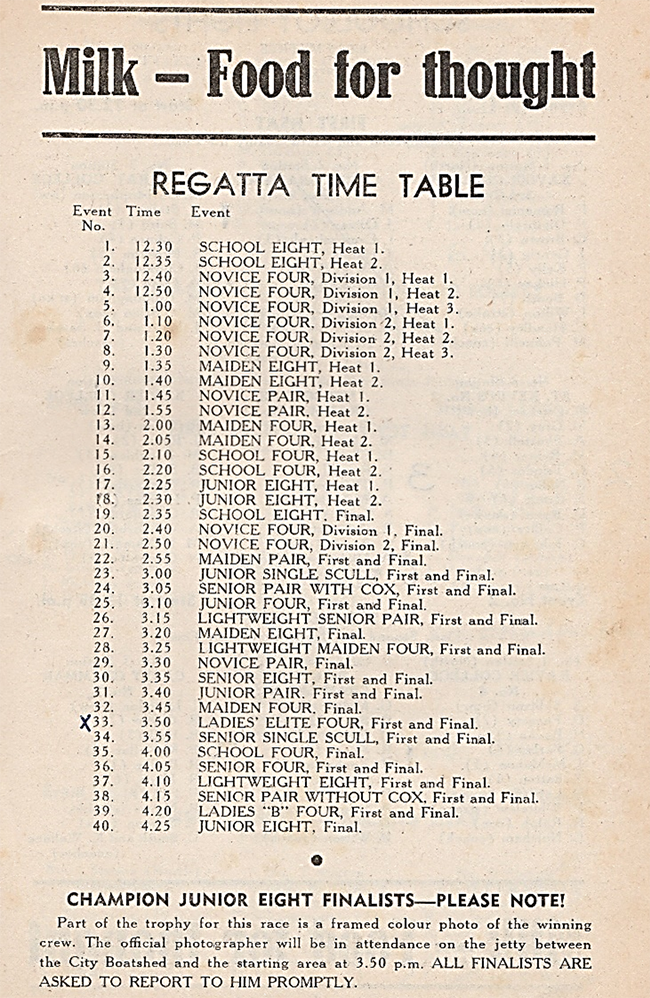 Milk – Food for thought
REGATTA TIME TABLE
Event Time Event
No.
1. 12.30 SCHOOL EIGHT, Heat 1.
2. 12.35 SCHOOL EIGHT, Heat 2.
3. 12.40 NOVICE FOUR, Division 1, Heat 1.
4. 12.50 NOVICE FOUR, Division 1, Heat 2.
5. 1.00 NOVICE FOUR, Division 1, Heat 3.
6. 1.10 NOVICE FOUR. Division 2, Heat 1.
7. 1.20 NOVICE FOUR, Division 2, Heat 2.
8. 1.30 NOVICE FOUR, Division 2, Heat 3.
9. 1.35 MAIDEN EIGHT, Heat 1.
10. 1.40 MAIDEN EIGHT, Heat 2.
11. 1.45 NOVICE PAIR, Heat 1.
12. 1.55 NOVICE PAIR, Heat 2.
13. 2.00 MAIDEN FOUR, Heat 1.
14. 2.05 MAIDEN FOUR, Heat 2.
15. 2.10 SCHOOL FOUR, Heat 1.
16. 2.20 SCHOOL FOUR, Heat 2.
17. 2.25 JUNIOR EIGHT, Heat 1.
18. 2.30 JUNIOR EIGHT, Heat 2.
19. 2.35 SCHOOL EIGHT. Final.
20. 2.40 NOVICE FOUR, Division 1, Final.
21. 2.50 NOVICE FOUR, Division 2, Final.
22. 2.55 MAIDEN PAIR, First and Final.
23. 3.00 JUNIOR SINGLE SCULL, First and Final.
24. 3.05 SENIOR PAIR WITH COX, First and Final.
25. 3.10 JUNIOR FOUR, First and Final.
26. 3.15 LIGHTWEIGHT SENIOR PAIR, First and Final.
27. 3.20 MAIDEN EIGHT, Final.
28. 3.25 LIGHTWEIGHT MAIDEN FOUR, First and Final.
29. 3.30 NOVICE PAIR, Final.
30. 3.35 SENIOR EIGHT, First and Final.
31. 3.40 JUNIOR PAIR. First and Final.
32. 3.45 MAIDEN FOUR. Final.
X33. 3.50 LADIES' ELITE FOUR, First and Final.
34. 3.55 SENIOR SINGLE SCULL, First and Final.
35. 4.00 SCHOOL FOUR, Final.
36. 4.05 SENIOR FOUR, First and Final.
37. 4.10 LIGHTWEIGHT EIGHT, First and Final.
38. 4.15 SENIOR PAIR WITHOUT COX, First and Final.
39. 4.20 LADIES "B" FOUR, First and Final.
40. 4.25 JUNIOR EIGHT, Final.
CHAMPION JUNIOR EIGHT FINALISTS—PLEASE NOTE!
Part of the trophy for this race is a framed colour photo of the winning
crew. The official photographer will be in attendance on the jetty between
the City Boatshed and the starting area at 3.50 p.m. ALL FINALISTS ARE
ASKED TO REPORT TO HIM PROMPTLY.